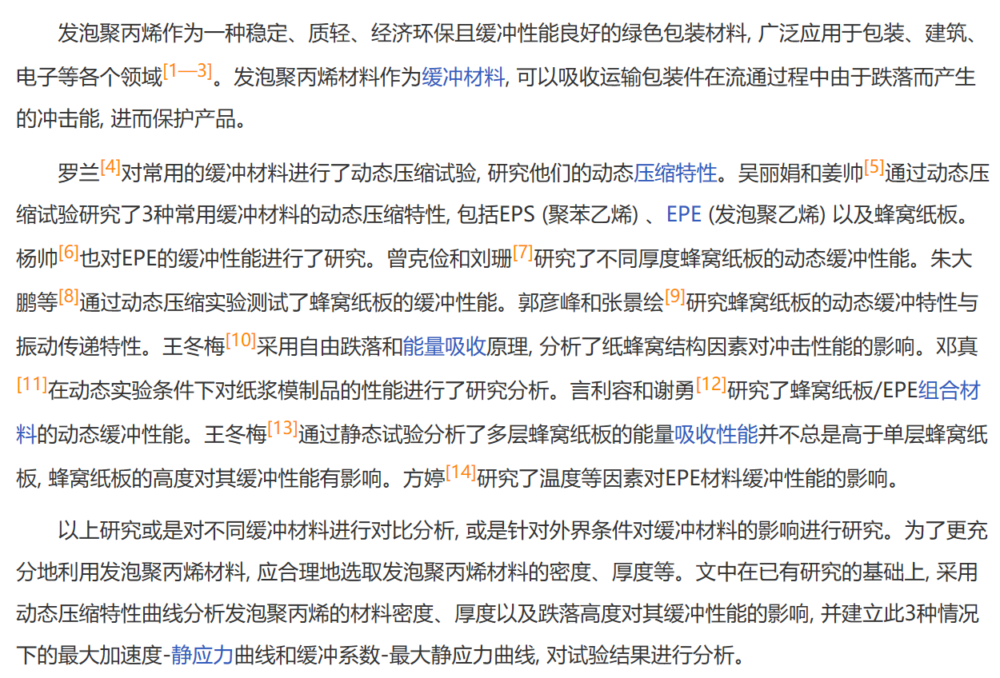 发泡聚丙烯作为一种稳定、质轻、经济环保且缓冲性能良好的绿色包装材料, 广泛应用于包装、建筑、
电子等各个领域[1—3]。发泡聚丙烯材料作为缓冲材料, 可以吸收运输包装件在流通过程中由于跌落而产生
的冲击能, 进而保护产品。
罗兰[4]对常用的缓冲材料进行了动态压缩试验, 研究他们的动态压缩特性。吴丽娟和姜帅[5]通过动态压
缩试验研究了3种常用缓冲材料的动态压缩特性, 包括EPS (聚苯乙烯) 、EPE (发泡聚乙烯) 以及蜂窝纸板。
杨帅[6]也对EPE的缓冲性能进行了研究。曾克俭和刘珊[7]研究了不同厚度蜂窝纸板的动态缓冲性能。朱大
鹏等[8]通过动态压缩实验测试了蜂窝纸板的缓冲性能。郭彦峰和张景绘[9]研究蜂窝纸板的动态缓冲特性与
振动传递特性。王冬梅[10]采用自由跌落和能量吸收原理, 分析了纸蜂窝结构因素对冲击性能的影响。邓真
[11]在动态实验条件下对纸浆模制品的性能进行了研究分析。言利容和谢勇[12]研究了蜂窝纸板/EPE组合材
料的动态缓冲性能。王冬梅[13]通过静态试验分析了多层蜂窝纸板的能量吸收性能并不总是高于单层蜂窝纸
板, 蜂窝纸板的高度对其缓冲性能有影响。方婷[14]研究了温度等因素对EPE材料缓冲性能的影响。
以上研究或是对不同缓冲材料进行对比分析, 或是针对外界条件对缓冲材料的影响进行研究。为了更充
分地利用发泡聚丙烯材料, 应合理地选取发泡聚丙烯材料的密度、厚度等。文中在已有研究的基础上, 采用
动态压缩特性曲线分析发泡聚丙烯的材料密度、厚度以及跌落高度对其缓冲性能的影响, 并建立此3种情况
下的最大加速度-静应力曲线和缓冲系数-最大静应力曲线, 对试验结果进行分析。